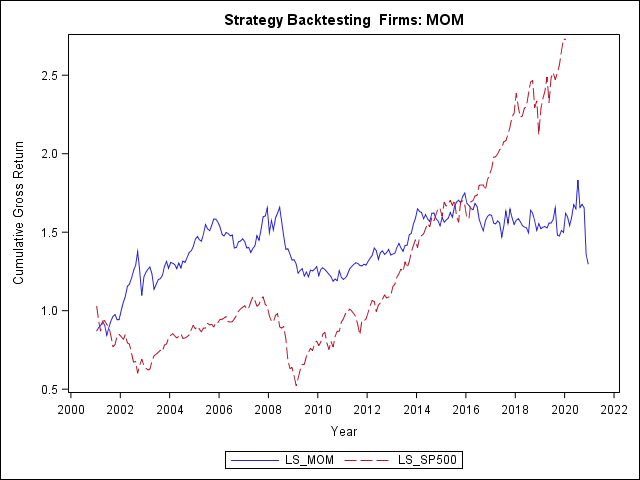 Strategy Backtesting  Firms: MOM
Cumulative Gross Return
2.5
2.0
1.5
1.0
0.5
2000 2002 2004 2006 2008 2010 2012 2014 2016 2018 2020 2022
Year
LS_MOM LS_SP500